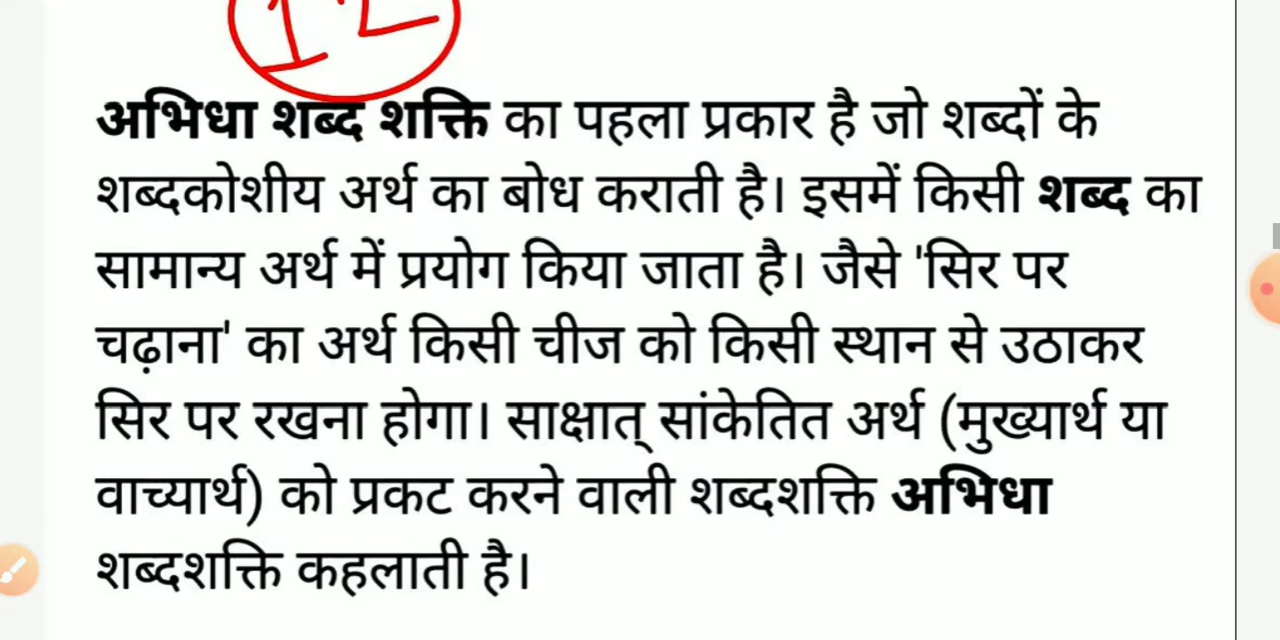 12
अभिधा शब्द शक्ति का पहला प्रकार है जो शब्दों के
शब्दकोशीय अर्थ का बोध कराती है। इसमें किसी शब्द का
सामान्य अर्थ में प्रयोग किया जाता है। जैसे 'सिर पर
चढ़ाना' का अर्थ किसी चीज को किसी स्थान से उठाकर
सिर पर रखना होगा। साक्षात् सांकेतित अर्थ (मुख्यार्थ या
वाच्यार्थ) को प्रकट करने वाली शब्दशक्ति अभिधा
शब्दशक्ति कहलाती है।